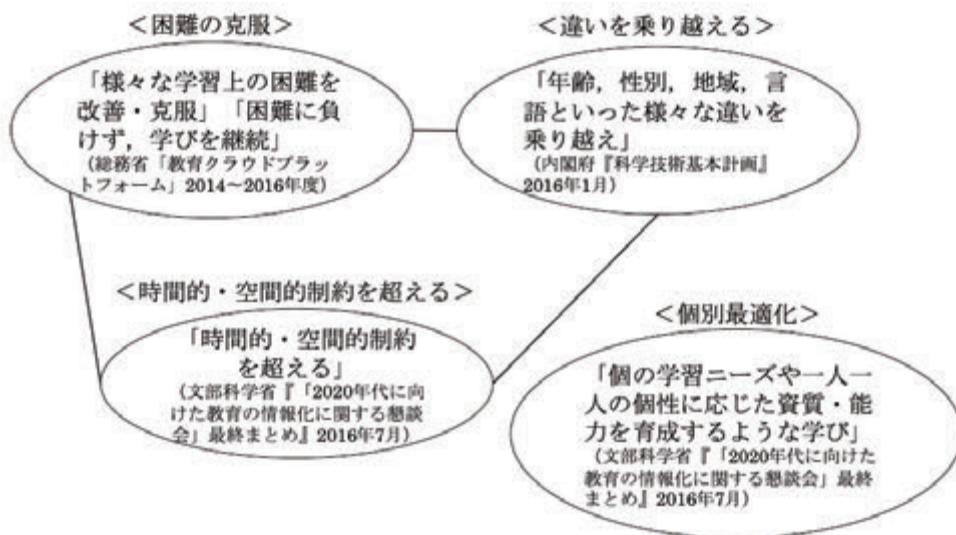 ＜困難の克服＞
「様々な学習上の困難を
改善・克服」「困難に負
けず，学びを継続」
（総務省「教育クラウドプラッ
トフォーム」2014～2016年度）
＜違いを乗り越える＞
「年齢，性別，地域，言
語といった様々な違いを
乗り越え」
（内閣府『科学技術基本計画』
2016年1月）
＜時間的・空間的制約を超える＞
「時間的・空間的制約
を超える」
（文部科学省『「2020年代に向
けた教育の情報化に関する懇談
会」最終まとめ』2016年7月）
＜個別最適化＞
「個の学習ニーズや一人一
人の個性に応じた資質・能
力を育成するような学び」
（文部科学省『「2020年代に向けた
教育の情報化に関する懇談会」最終
まとめ』2016年7月）